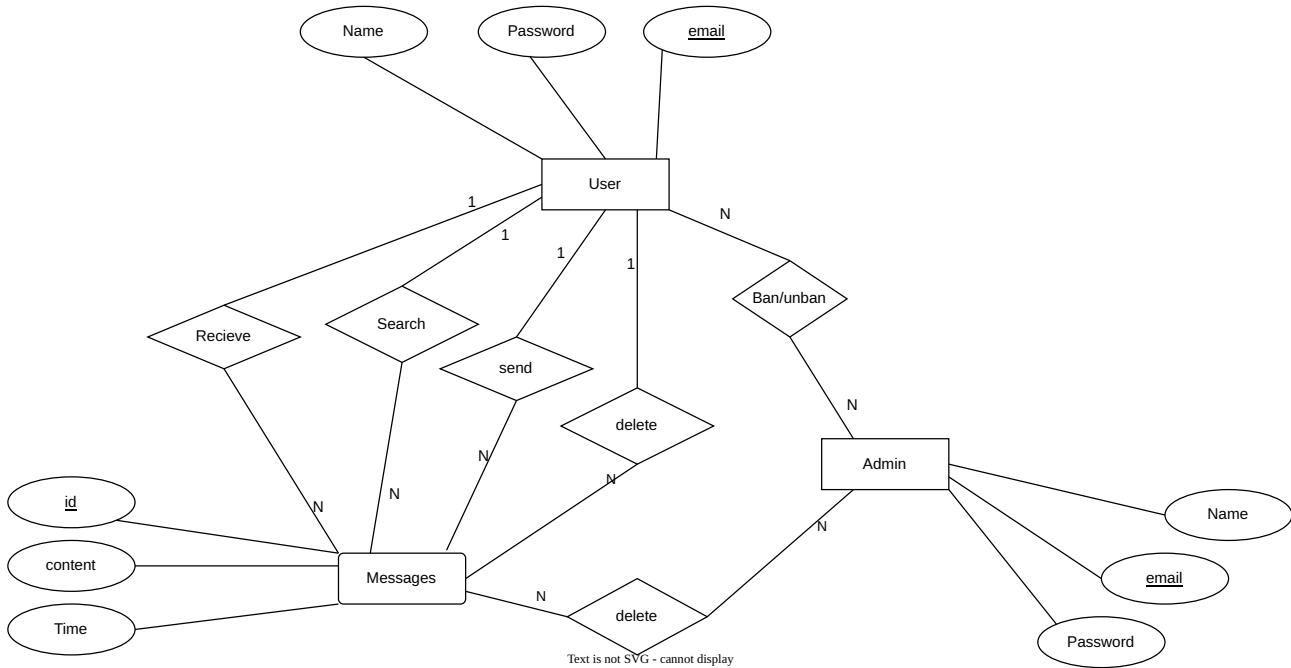 Name
Password
email
User
1
1
1
1
N
Recieve
Search
send
delete
Ban/unban
N
N
N
N
N
Admin
id
content
Time
Messages
N
delete
N
Name
email
Password
Text is not SVG - cannot display